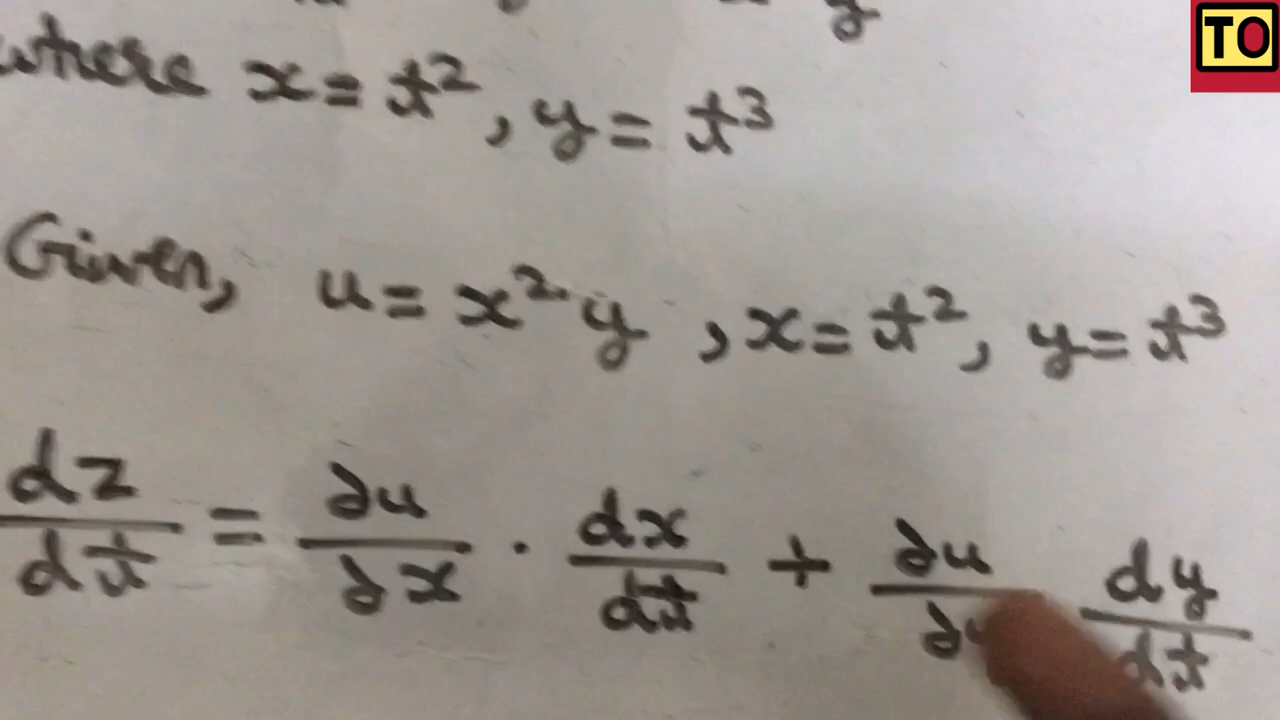 TO
where x = t², y = t³
Given, u = x²y, x = t², y = t³
dz/dt = ∂u/∂x · dx/dt + ∂u/∂ dy/dt